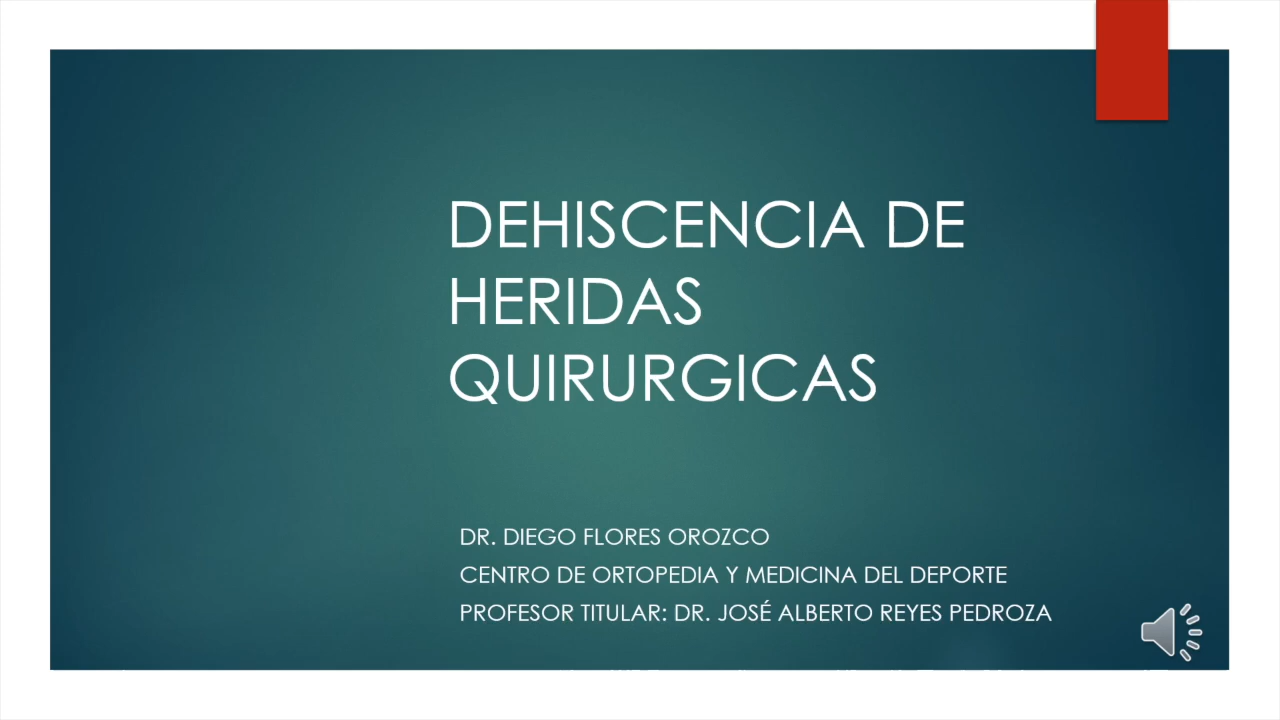 DEHISCENCIA DE
HERIDAS
QUIRURGICAS
DR. DIEGO FLORES OROZCO
CENTRO DE ORTOPEDIA Y MEDICINA DEL DEPORTE
PROFESOR TITULAR: DR. JOSÉ ALBERTO REYES PEDROZA